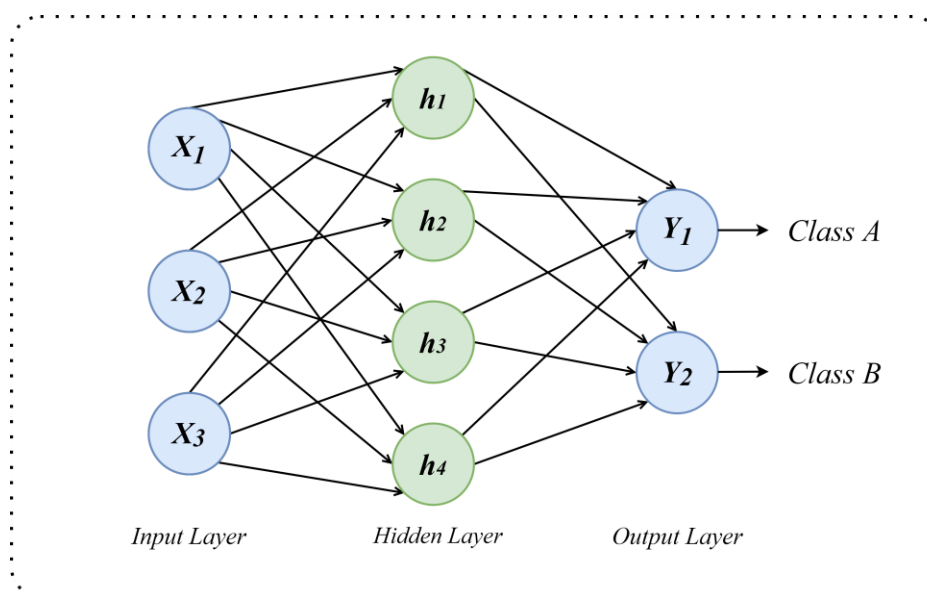 h1
X1
h2
Y1
Class A
X2
h3
Y2
Class B
X3
h4
Input Layer
Hidden Layer
Output Layer